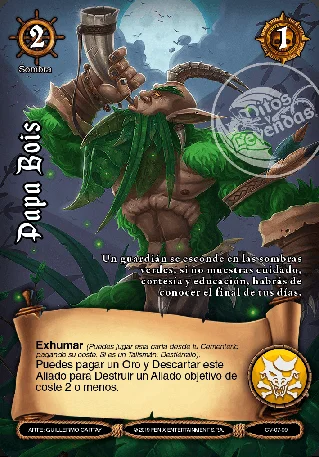 2
1
Sombra
Mitos y Leyendas
Papa Bois
Un guardián se esconde en las sombras
verdes, si no muestras cuidado,
cortesía y educación, habrás de
conocer el final de tus días.
Exhumar (Puedes jugar esta carta desde tu Cementerio
pagando su coste. Si es un Talismán, Destiérralo).
Puedes pagar un Oro y Descartar este
Aliado para Destruir un Aliado objetivo de
coste 2 o menos.